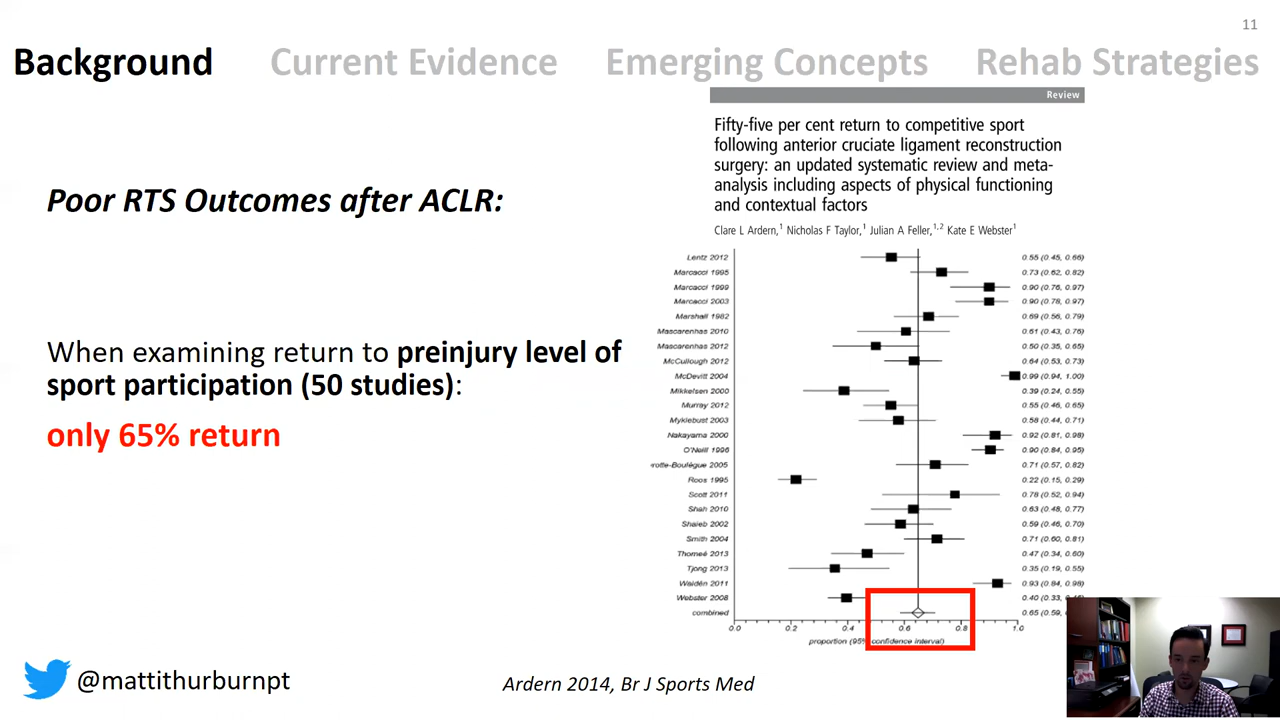 11
Background Current Evidence Emerging Concepts Rehab Strategies
Review
Fifty-five per cent return to competitive sport
following anterior cruciate ligament reconstruction
surgery: an updated systematic review and meta-
analysis including aspects of physical functioning
and contextual factors
Clare L Ardern,1 Nicholas F Taylor,1 Julian A Feller,1,2 Kate E Webster1
Poor RTS Outcomes after ACLR:
When examining return to preinjury level of
sport participation (50 studies):
only 65% return
Lentz 2012 0.55 (0.45, 0.66)
Marcacci 1995 0.73 (0.62, 0.82)
Marcacci 1999 0.90 (0.76, 0.97)
Marcacci 2003 0.90 (0.78, 0.97)
Marshall 1982 0.69 (0.56, 0.79)
Mascarenhas 2010 0.61 (0.43, 0.76)
Mascarenhas 2012 0.50 (0.35, 0.65)
McCullough 2012 0.64 (0.53, 0.73)
McDevitt 2004 0.99 (0.94, 1.00)
Mikkelsen 2000 0.39 (0.24, 0.55)
Murray 2012 0.55 (0.46, 0.65)
Myklebust 2003 0.58 (0.44, 0.71)
Nakayama 2000 0.92 (0.81, 0.98)
O'Neill 1996 0.90 (0.84, 0.95)
rotte-Boulègue 2005 0.71 (0.57, 0.82)
Roos 1995 0.22 (0.15, 0.29)
Scott 2011 0.78 (0.52, 0.94)
Shah 2010 0.63 (0.48, 0.77)
Shaieb 2002 0.59 (0.46, 0.70)
Smith 2004 0.71 (0.60, 0.81)
Thomeé 2013 0.47 (0.34, 0.60)
Tjong 2013 0.35 (0.19, 0.55)
Waldén 2011 0.93 (0.84, 0.98)
Webster 2008 0.40 (0.33,
combined 0.65 (0.59,
0.0 0.2 0.4 0.6 0.8 1.0
proportion (95% confidence interval)
@mattithurburnpt
Ardern 2014, Br J Sports Med